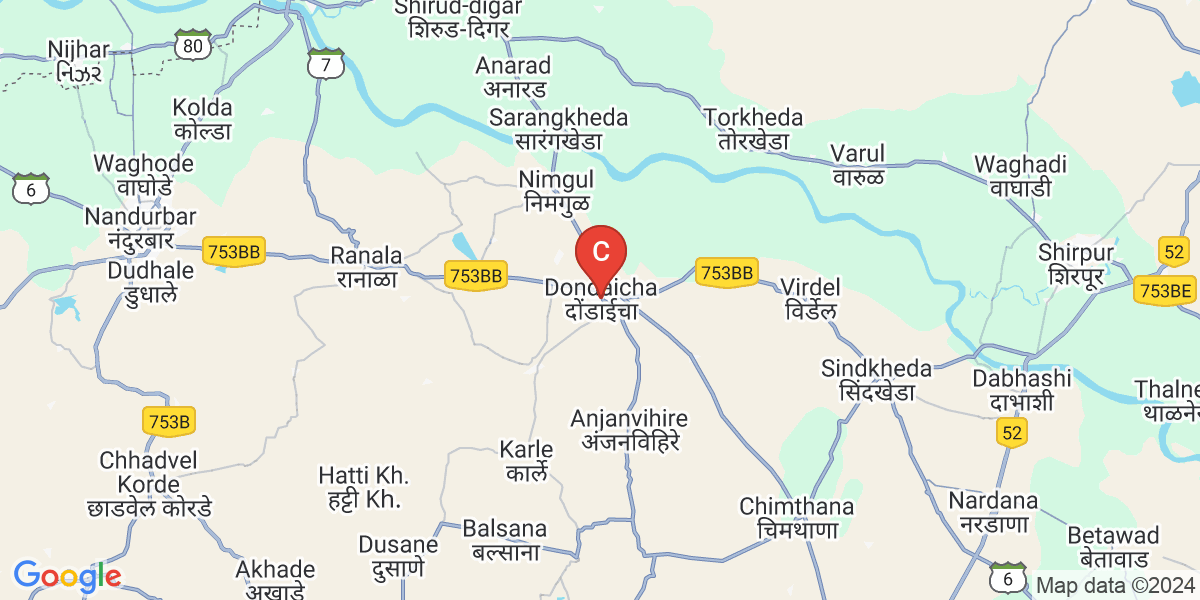 Shirud-digar
शिरुड-दिगर
80
Nijhar
નિઝર
7
Anarad
अनारड
Kolda
कोल्डा
Sarangkheda
सारंगखेडा
Torkheda
तोरखेडा
Varul
वारुळ
Waghadi
वाघाडी
Waghode
वाघोडे
6
Nimgul
निमगुळ
Nandurbar
नंदुरबार
753BB
Ranala
रानाळा
753BB
C
753BB
Shirpur
शिरपूर
52
753BE
Dudhale
डुधाले
Dondaicha
दोंडाईचा
Virdel
विर्डेल
Sindkheda
सिंदखेडा
Dabhashi
दाभाशी
Thalne
थाळने
753B
Anjanvihire
अंजनविहिरे
52
Chhadvel
Korde
छाडवेल कोरडे
Karle
कार्ले
Hatti Kh.
हट्टी Kh.
Chimthana
चिमथाणा
Nardana
नरडाणा
Balsana
बल्साना
Dusane
दुसाणे
Betawad
बेतावाड
Akhade
अखाडे
6
Google
Map data ©2024